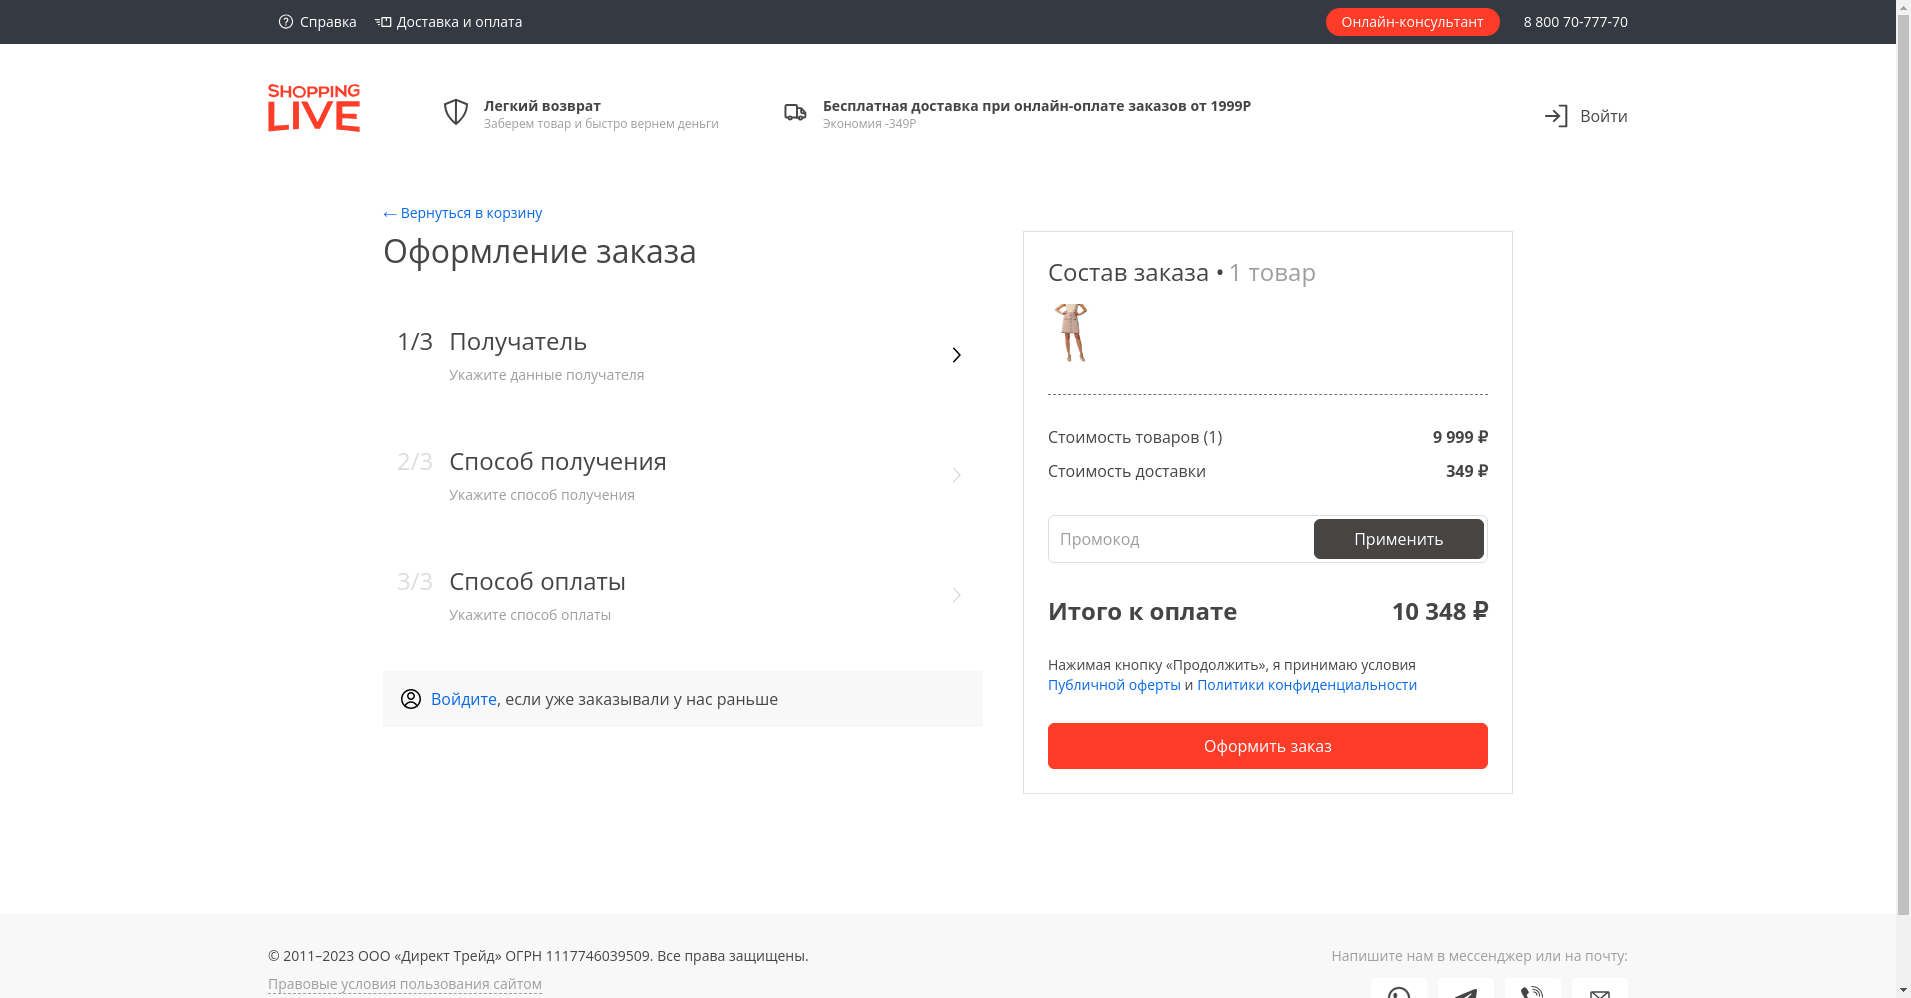 Справка
Доставка и оплата
Онлайн-консультант
8 800 70-777-70
SHOPPING
LIVE
Легкий возврат
Заберем товар и быстро вернем деньги
Бесплатная доставка при онлайн-оплате заказов от 1999Р
Экономия -349Р
Войти
← Вернуться в корзину
Оформление заказа
1/3 Получатель
Укажите данные получателя
2/3 Способ получения
Укажите способ получения
3/3 Способ оплаты
Укажите способ оплаты
Войдите, если уже заказывали у нас раньше
Состав заказа • 1 товар
Стоимость товаров (1) 9 999 ₽
Стоимость доставки 349 ₽
Промокод
Применить
Итого к оплате 10 348 ₽
Нажимая кнопку «Продолжить», я принимаю условия
Публичной оферты и Политики конфиденциальности
Оформить заказ
© 2011–2023 ООО «Директ Трейд» ОГРН 1117746039509. Все права защищены.
Правовые условия пользования сайтом
Напишите нам в мессенджер или на почту: